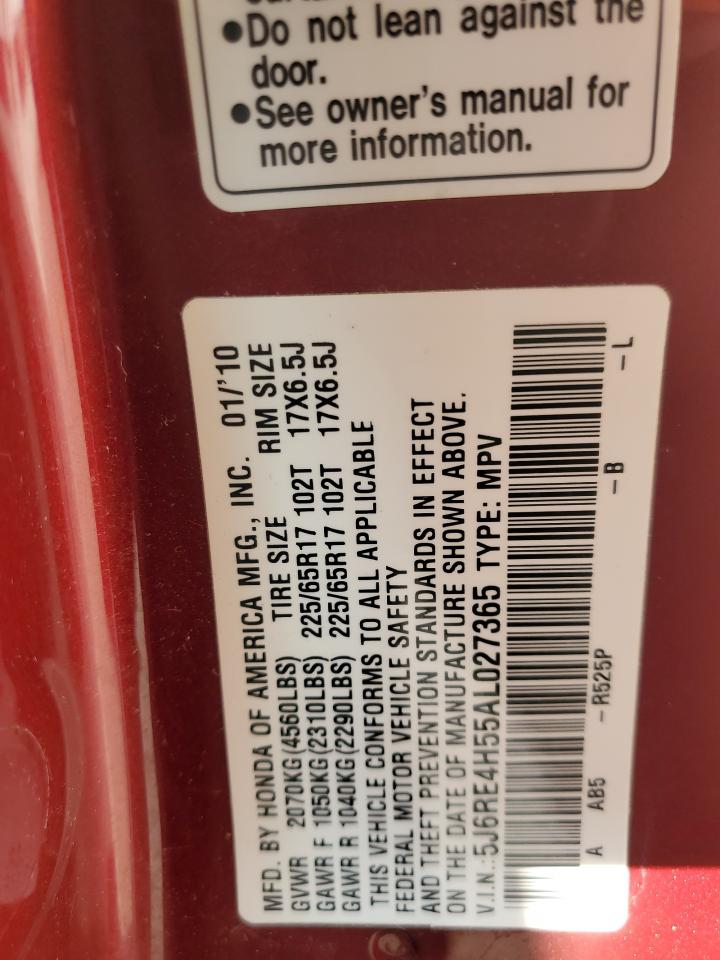 ●Do not lean against the
door.
●See owner's manual for
more information.
MFD. BY HONDA OF AMERICA MFG., INC. 01/'10
TIRE SIZE RIM SIZE
GVWR 2070KG(4560LBS)
GAWR F 1050KG(2310LBS) 225/65R17 102T 17X6.5J
GAWR R 1040KG(2290LBS) 225/65R17 102T 17X6.5J
THIS VEHICLE CONFORMS TO ALL APPLICABLE
FEDERAL MOTOR VEHICLE SAFETY
AND THEFT PREVENTION STANDARDS IN EFFECT
ON THE DATE OF MANUFACTURE SHOWN ABOVE.
V.I.N.:5J6RE4H55AL027365 TYPE: MPV
A AB5 -R525P -B -L